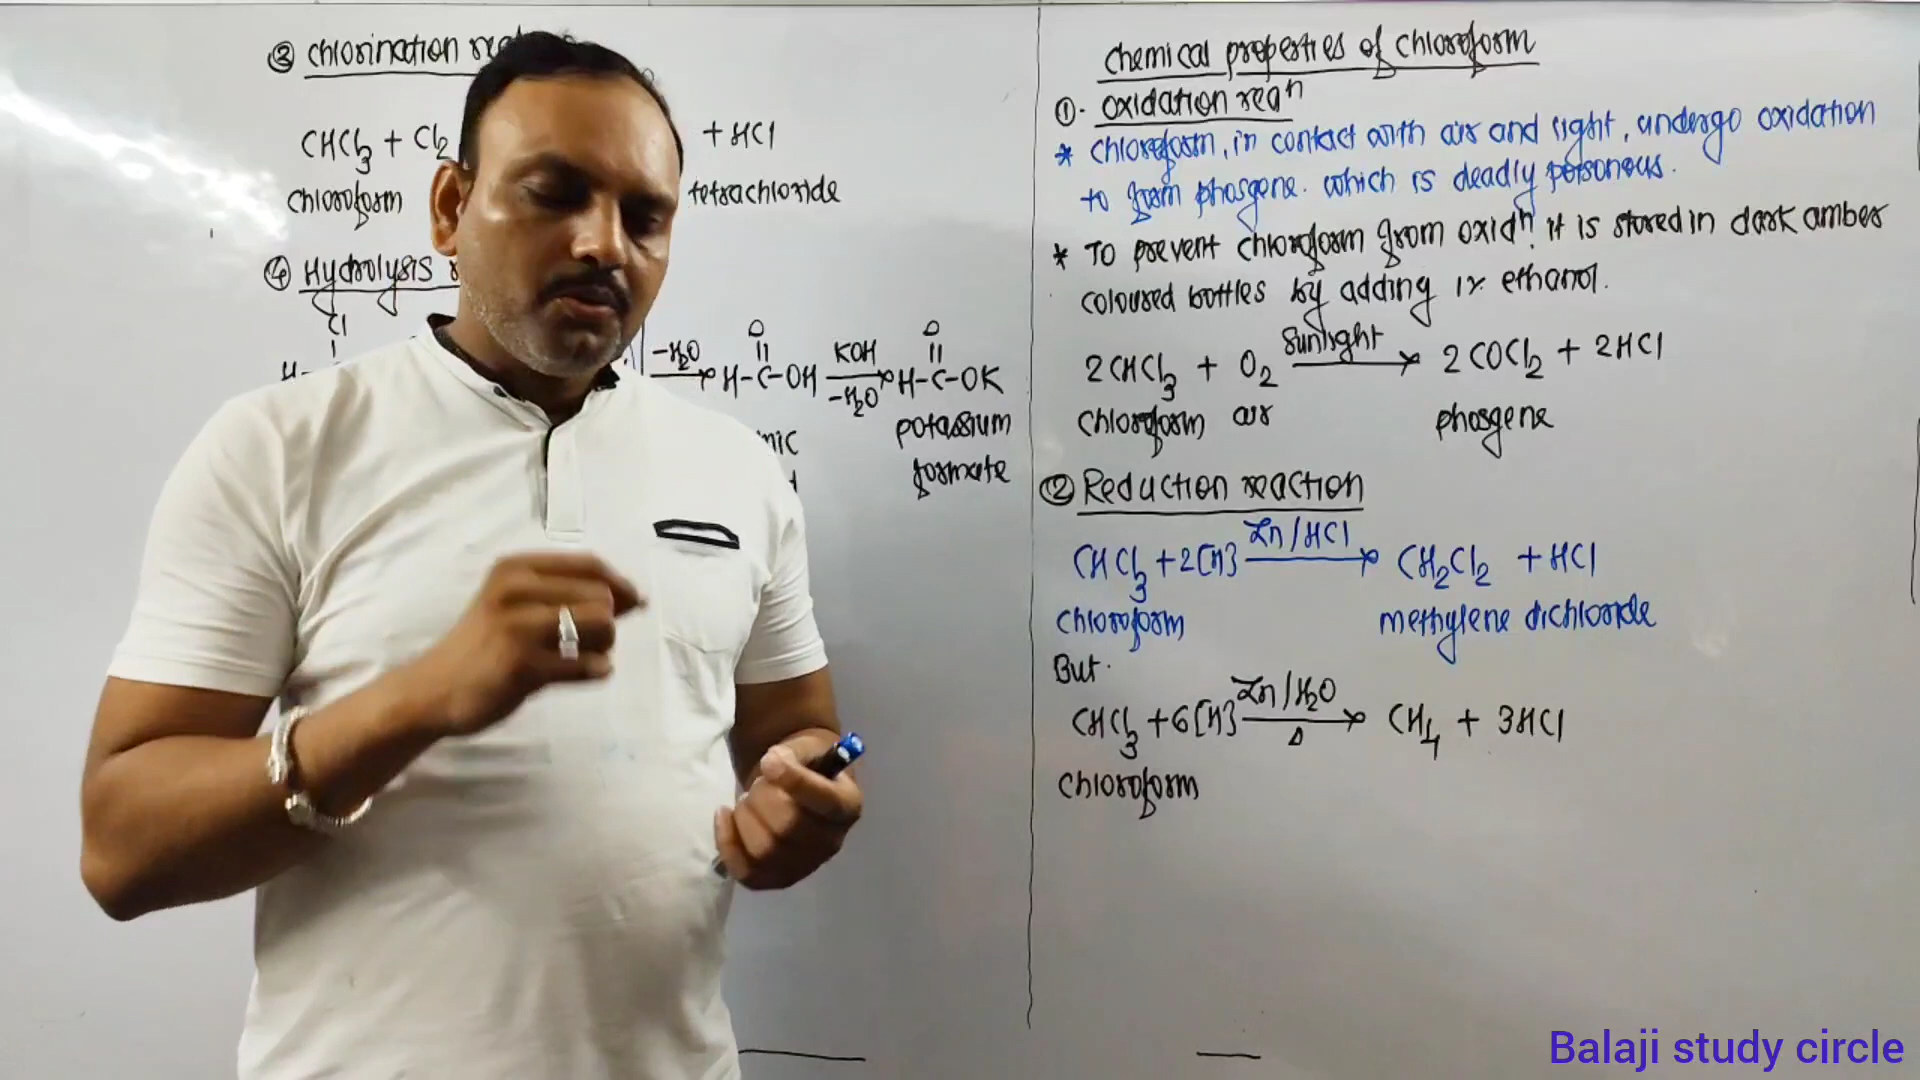 ③ chlorination
CHCl₃ + Cl₂ + HCl
chloroform tetrachloride
④ Hydrolysis
Cl O O
H -H₂O → H-C-OH KOH → -H₂O H-C-OK
potassium
formate
chemical properties of chloroform
①. oxidation reaⁿ
* chloroform, in contact with air and light, undergo oxidation
to form phosgene. which is deadly poisonous.
* To prevent chloroform from oxidⁿ. it is stored in dark amber
coloured bottles by adding 1% ethanol.
2CHCl₃ + O₂ Sunlight → 2COCl₂ + 2HCl
chloroform air phosgene
② Reduction reaction
CHCl₃ + 2[H] Zn/HCl → CH₂Cl₂ + HCl
chloroform methylene dichloride
But.
CHCl₃ + 6[H] Zn/H₂O → Δ CH₄ + 3HCl
chloroform
Balaji study circle